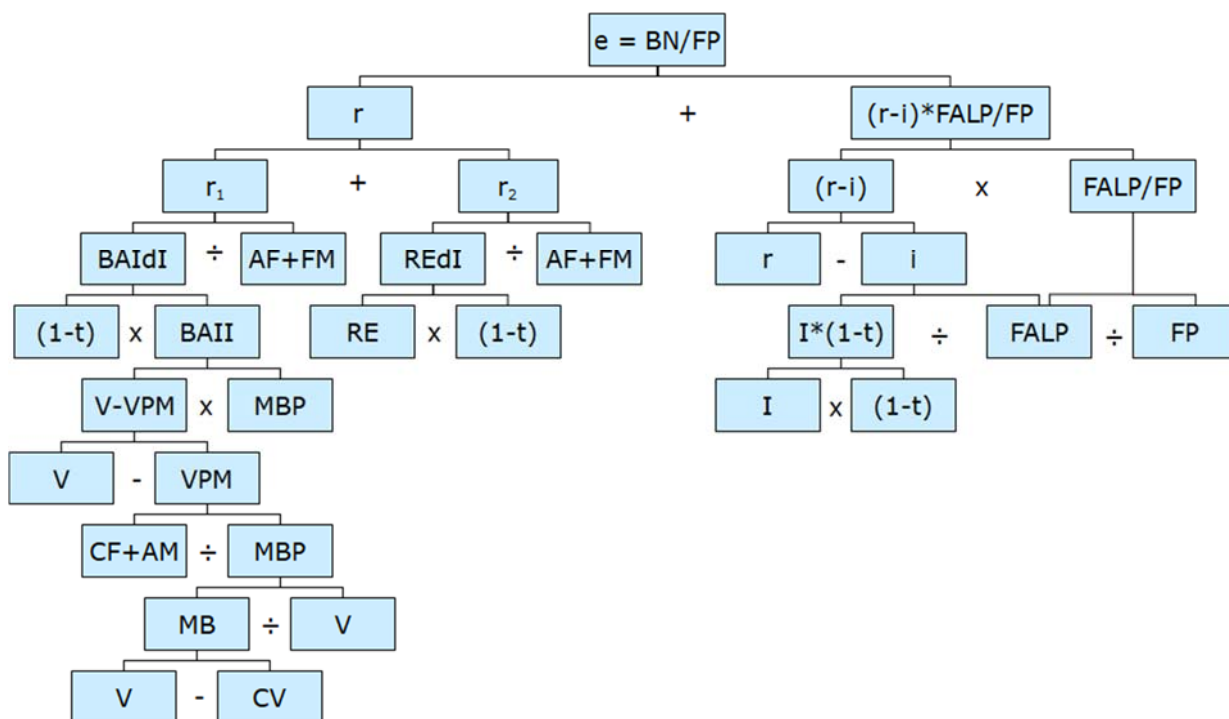 e = BN/FP
r + (r-i)*FALP/FP
r₁ + r₂ (r-i) x FALP/FP
BAIdI ÷ AF+FM REdI ÷ AF+FM r - i
(1-t) x BAII RE x (1-t) I*(1-t) ÷ FALP ÷ FP
V-VPM x MBP I x (1-t)
V - VPM
CF+AM ÷ MBP
MB ÷ V
V - CV